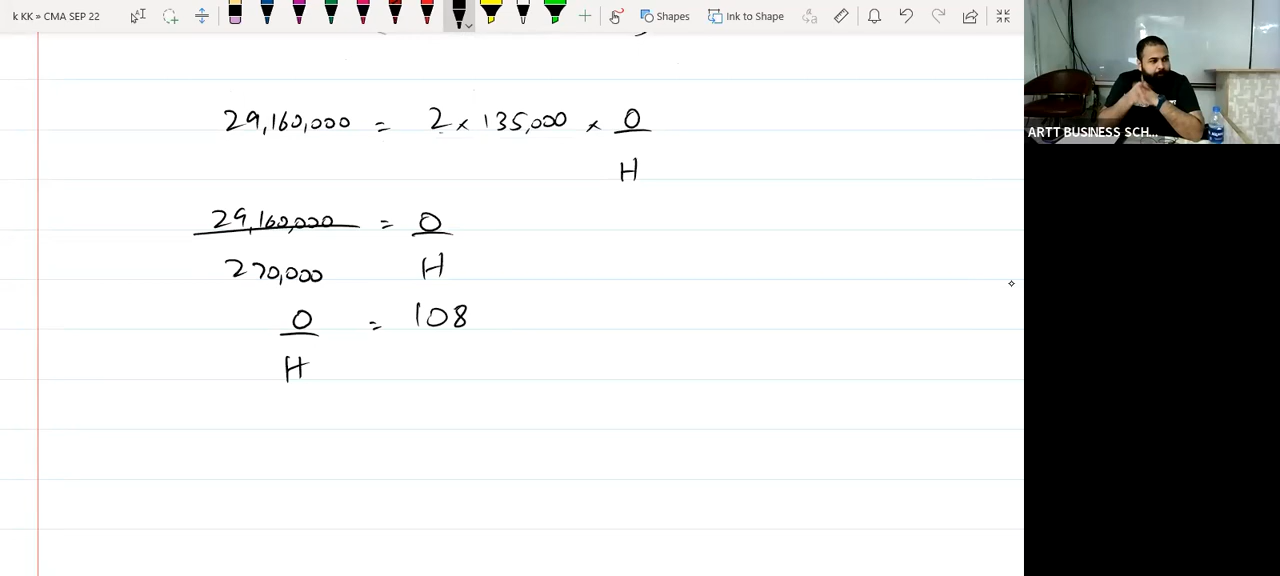 k KK » CMA SEP 22
Shapes
Ink to Shape
29,160,000 = 2 × 135,000 × O
H
29,160,000 = O
270,000 H
O = 108
H
ARTT BUSINESS SCH...